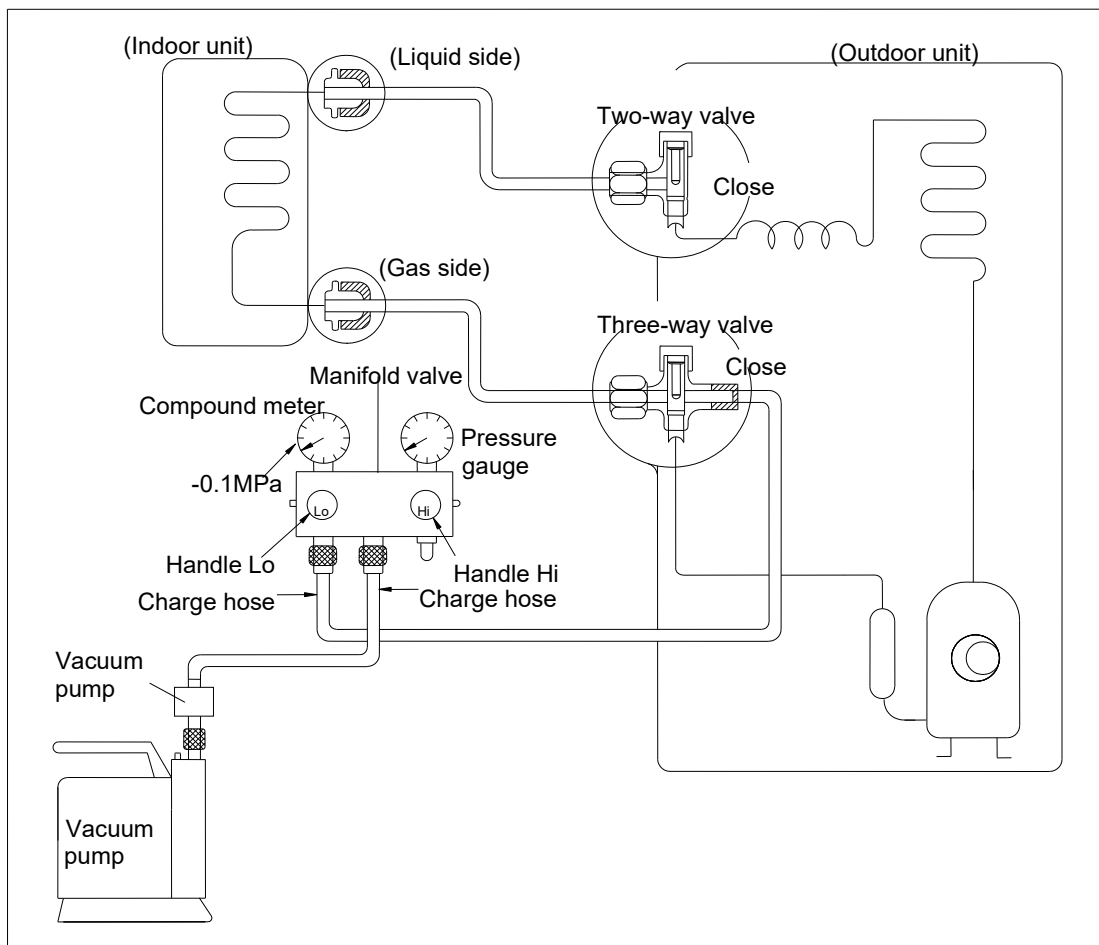 (Indoor unit)
(Liquid side)
(Outdoor unit)
Two-way valve
Close
(Gas side)
Three-way valve
Close
Manifold valve
Compound meter
Pressure
gauge
-0.1MPa
Lo
Hi
Handle Lo
Handle Hi
Charge hose
Charge hose
Vacuum
pump
Vacuum
pump